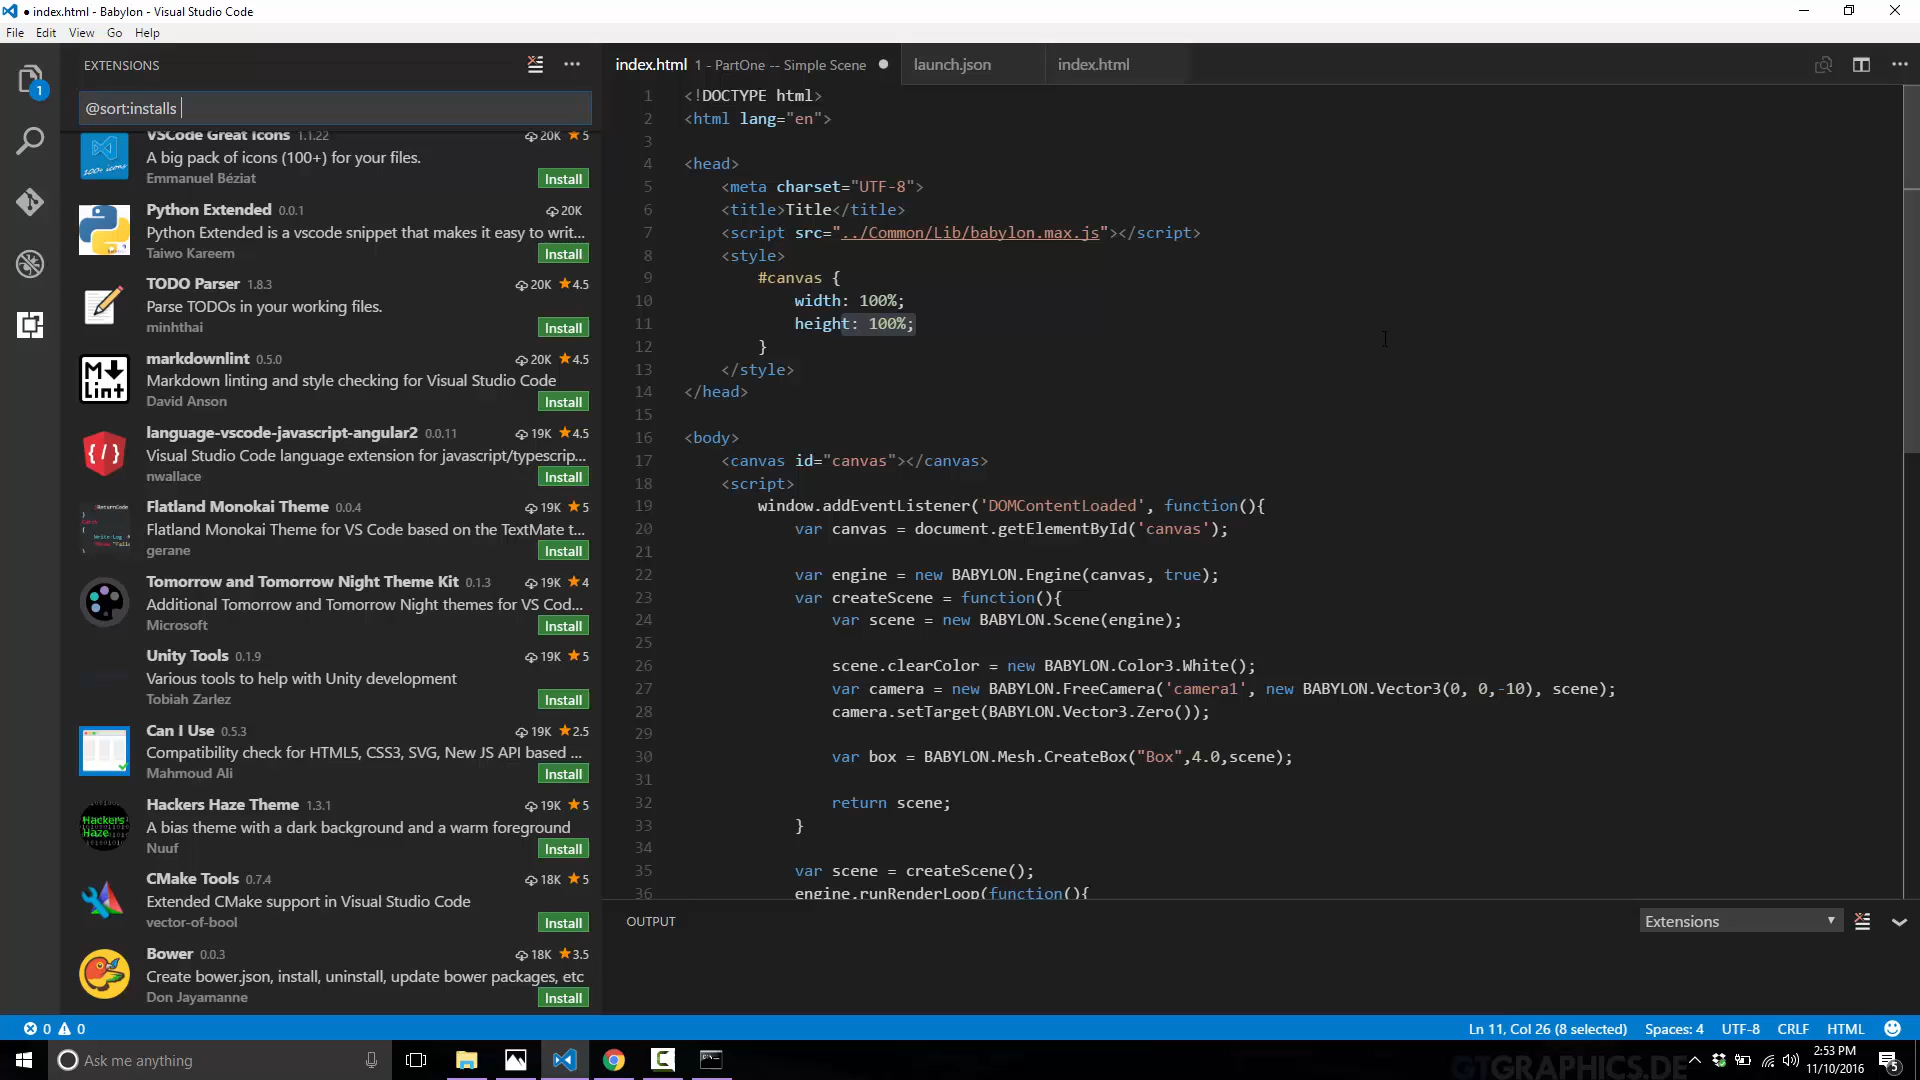 index.html - Babylon - Visual Studio Code
File Edit View Go Help
EXTENSIONS
1
@sort:installs
VSCode Great Icons 1.1.22 20K 5
A big pack of icons (100+) for your files.
Emmanuel Béziat Install
Python Extended 0.0.1 20K
Python Extended is a vscode snippet that makes it easy to writ...
Taiwo Kareem Install
TODO Parser 1.8.3 20K 4.5
Parse TODOs in your working files.
minhthai Install
markdownlint 0.5.0 20K 4.5
Markdown linting and style checking for Visual Studio Code
David Anson Install
language-vscode-javascript-angular2 0.0.11 19K 4.5
Visual Studio Code language extension for javascript/typescrip...
nwallace Install
Flatland Monokai Theme 0.0.4 19K 5
Flatland Monokai Theme for VS Code based on the TextMate t...
gerane Install
Tomorrow and Tomorrow Night Theme Kit 0.1.3 19K 4
Additional Tomorrow and Tomorrow Night themes for VS Cod...
Microsoft Install
Unity Tools 0.1.9 19K 5
Various tools to help with Unity development
Tobiah Zarlez Install
Can I Use 0.5.3 19K 2.5
Compatibility check for HTML5, CSS3, SVG, New JS API based ...
Mahmoud Ali Install
Hackers Haze Theme 1.3.1 19K 5
A bias theme with a dark background and a warm foreground
Nuuf Install
CMake Tools 0.7.4 18K 5
Extended CMake support in Visual Studio Code
vector-of-bool Install
Bower 0.0.3 18K 3.5
Create bower.json, install, uninstall, update bower packages, etc
Don Jayamanne Install
index.html 1 - PartOne -- Simple Scene launch.json index.html
1 <!DOCTYPE html>
2 <html lang="en">
3
4 <head>
5 <meta charset="UTF-8">
6 <title>Title</title>
7 <script src="../Common/Lib/babylon.max.js"></script>
8 <style>
9 #canvas {
10 width: 100%;
11 height: 100%;
12 }
13 </style>
14 </head>
15
16 <body>
17 <canvas id="canvas"></canvas>
18 <script>
19 window.addEventListener('DOMContentLoaded', function(){
20 var canvas = document.getElementById('canvas');
21
22 var engine = new BABYLON.Engine(canvas, true);
23 var createScene = function(){
24 var scene = new BABYLON.Scene(engine);
25
26 scene.clearColor = new BABYLON.Color3.White();
27 var camera = new BABYLON.FreeCamera('camera1', new BABYLON.Vector3(0, 0,-10), scene);
28 camera.setTarget(BABYLON.Vector3.Zero());
29
30 var box = BABYLON.Mesh.CreateBox("Box",4.0,scene);
31
32 return scene;
33 }
34
35 var scene = createScene();
36 engine.runRenderLoop(function(){
OUTPUT Extensions
0 0 Ln 11, Col 26 (8 selected) Spaces: 4 UTF-8 CRLF HTML
Ask me anything
GTGRAPHICS.DE
2:53 PM
11/10/2016
5